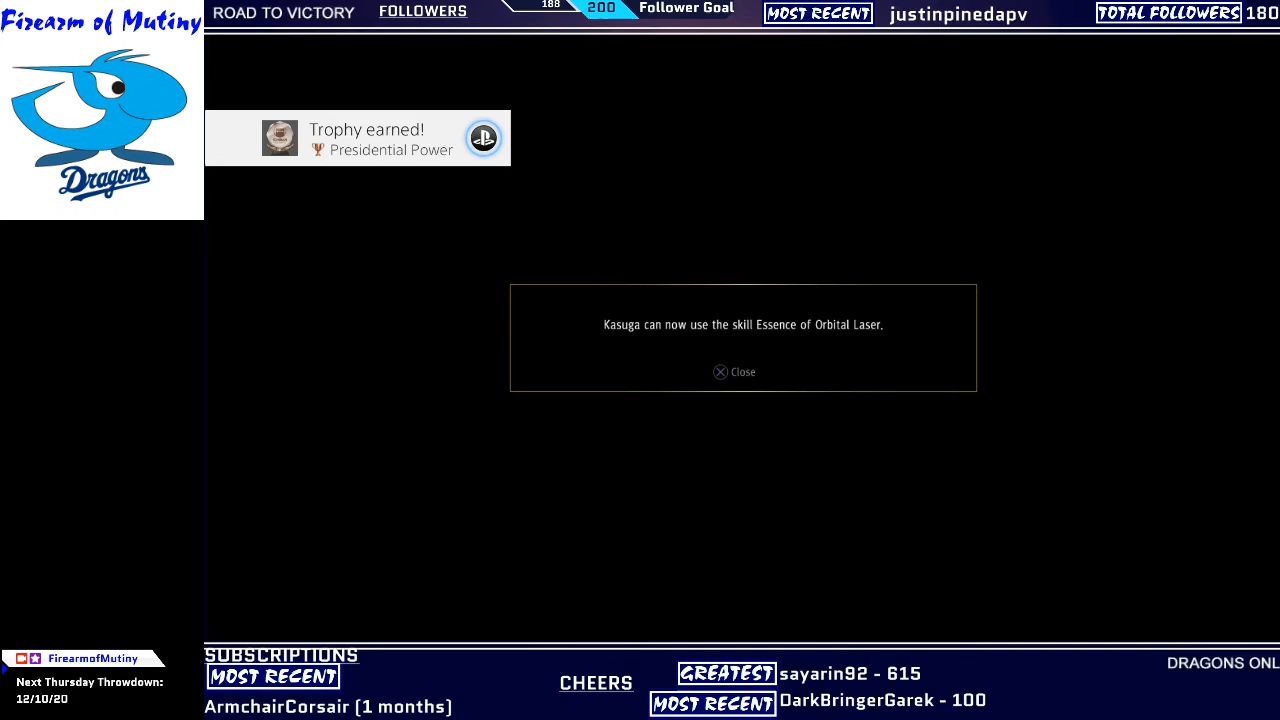 Firearm of Mutiny
Dragons
ROAD TO VICTORY
FOLLOWERS
188
200
Follower Goal
MOST RECENT
justinpinedapv
TOTAL FOLLOWERS 180
Trophy earned!
Presidential Power
Kasuga can now use the skill Essence of Orbital Laser.
Close
FirearmofMutiny
Next Thursday Throwdown:
12/10/20
SUBSCRIPTIONS
MOST RECENT
ArmchairCorsair (1 months)
CHEERS
GREATEST sayarin92 - 615
MOST RECENT DarkBringerGarek - 100
DRAGONS ONL